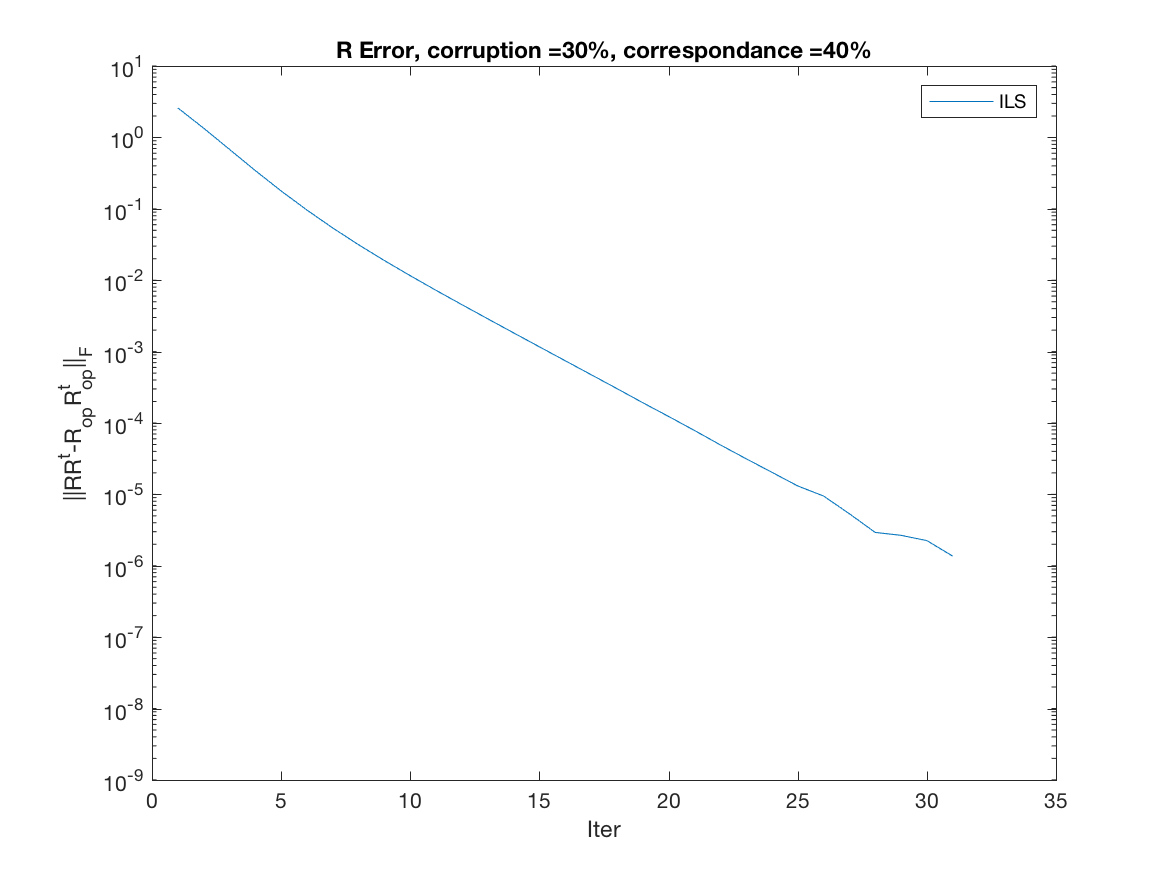 R Error, corruption =30%, correspondance =40%
ILS
10^1
10^0
10^-1
10^-2
10^-3
10^-4
10^-5
10^-6
10^-7
10^-8
10^-9
||RR^t-R_op R_op^t||_F
0 5 10 15 20 25 30 35
Iter